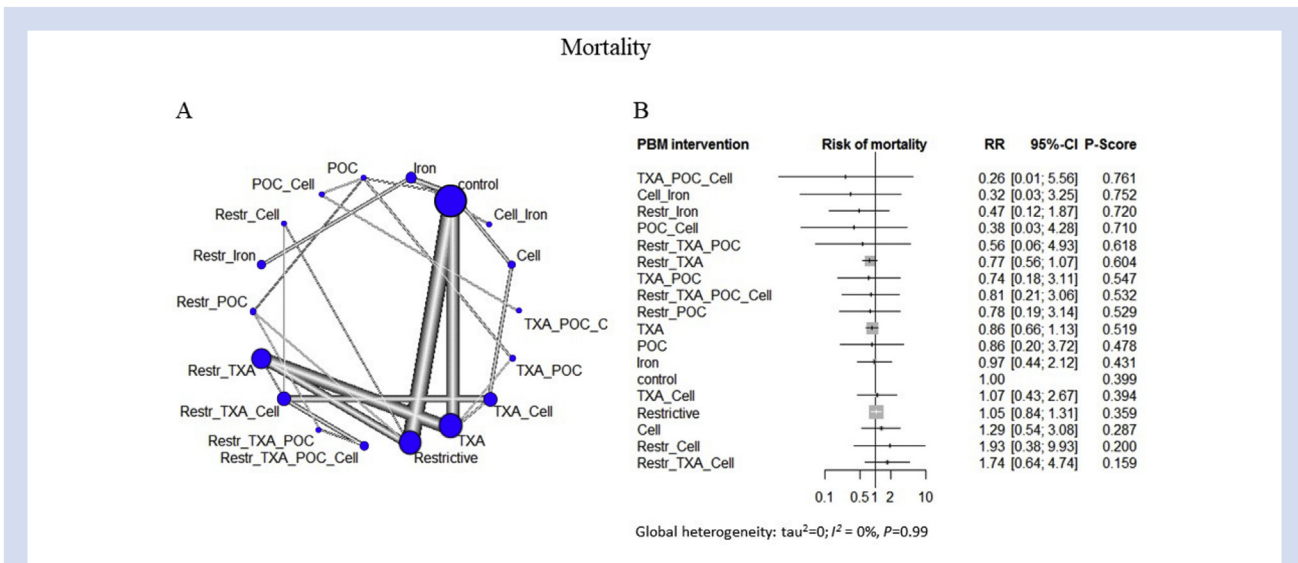 Mortality
A
POC
Iron
POC_Cell
control
Restr_Cell
Cell_Iron
Restr_Iron
Cell
Restr_POC
TXA_POC_C
TXA_POC
Restr_TXA
Restr_TXA_Cell
TXA_Cell
Restr_TXA_POC
TXA
Restr_TXA_POC_Cell
Restrictive
B
PBM intervention Risk of mortality RR 95%-CI P-Score
TXA_POC_Cell 0.26 [0.01; 5.56] 0.761
Cell_Iron 0.32 [0.03; 3.25] 0.752
Restr_Iron 0.47 [0.12; 1.87] 0.720
POC_Cell 0.38 [0.03; 4.28] 0.710
Restr_TXA_POC 0.56 [0.06; 4.93] 0.618
Restr_TXA 0.77 [0.56; 1.07] 0.604
TXA_POC 0.74 [0.18; 3.11] 0.547
Restr_TXA_POC_Cell 0.81 [0.21; 3.06] 0.532
Restr_POC 0.78 [0.19; 3.14] 0.529
TXA 0.86 [0.66; 1.13] 0.519
POC 0.86 [0.20; 3.72] 0.478
Iron 0.97 [0.44; 2.12] 0.431
control 1.00 0.399
TXA_Cell 1.07 [0.43; 2.67] 0.394
Restrictive 1.05 [0.84; 1.31] 0.359
Cell 1.29 [0.54; 3.08] 0.287
Restr_Cell 1.93 [0.38; 9.93] 0.200
Restr_TXA_Cell 1.74 [0.64; 4.74] 0.159
0.1 0.5 1 2 10
Global heterogeneity: tau²=0; I² = 0%, P=0.99